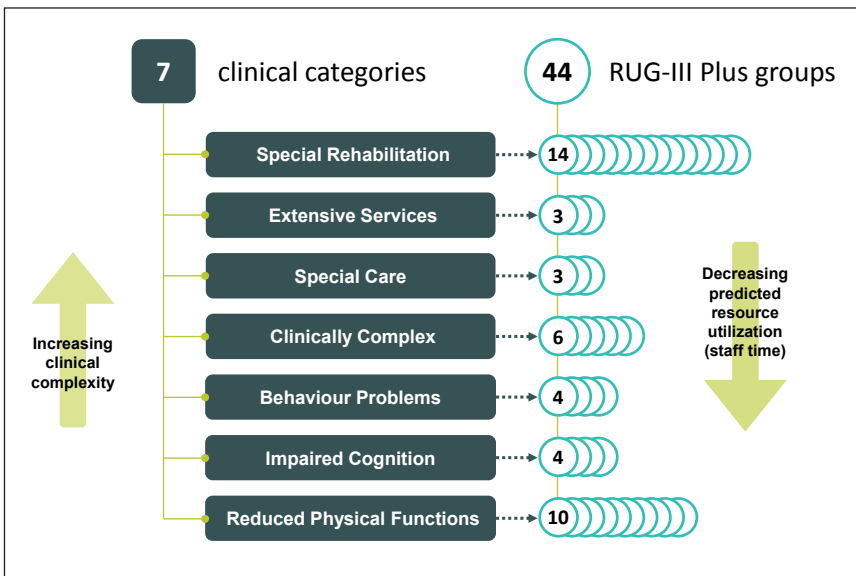 7 clinical categories
44 RUG-III Plus groups
Special Rehabilitation
14
Extensive Services
3
Special Care
3
Clinically Complex
6
Behaviour Problems
4
Impaired Cognition
4
Reduced Physical Functions
10
Increasing
clinical
complexity
Decreasing
predicted
resource
utilization
(staff time)